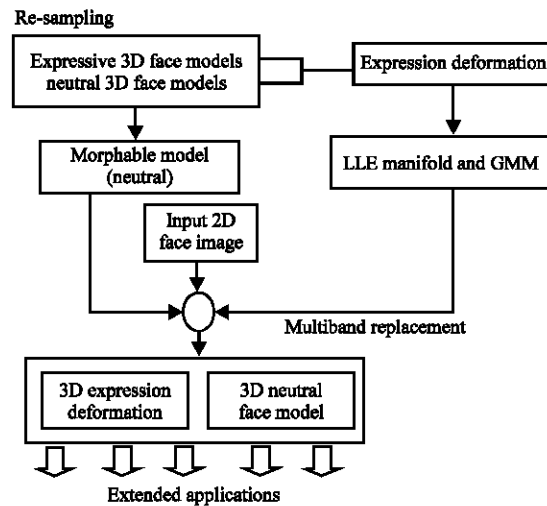 Re-sampling
Expressive 3D face models
neutral 3D face models
Expression deformation
Morphable model
(neutral)
LLE manifold and GMM
Input 2D
face image
Multiband replacement
3D expression
deformation
3D neutral
face model
Extended applications